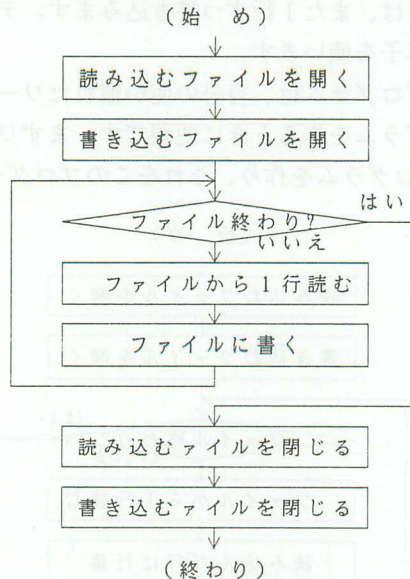 (始 め)
読み込むファイルを開く
書き込むファイルを開く
はい
ファイル終わり?
いいえ
ファイルから1行読む
ファイルに書く
読み込むァイルを閉じる
書き込むァイルを閉じる
(終わり)